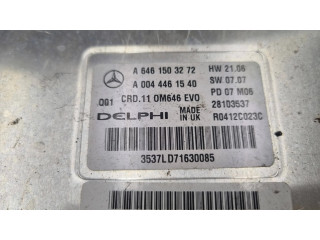 A 646 150 32 72 HW 21.06
A 004 446 15 40 SW 07.07
QQ1 CRD.11 OM646 EVO PD 07 M06
DELPHI MADE IN UK 28103537
R0412C023C
3537LD71630085